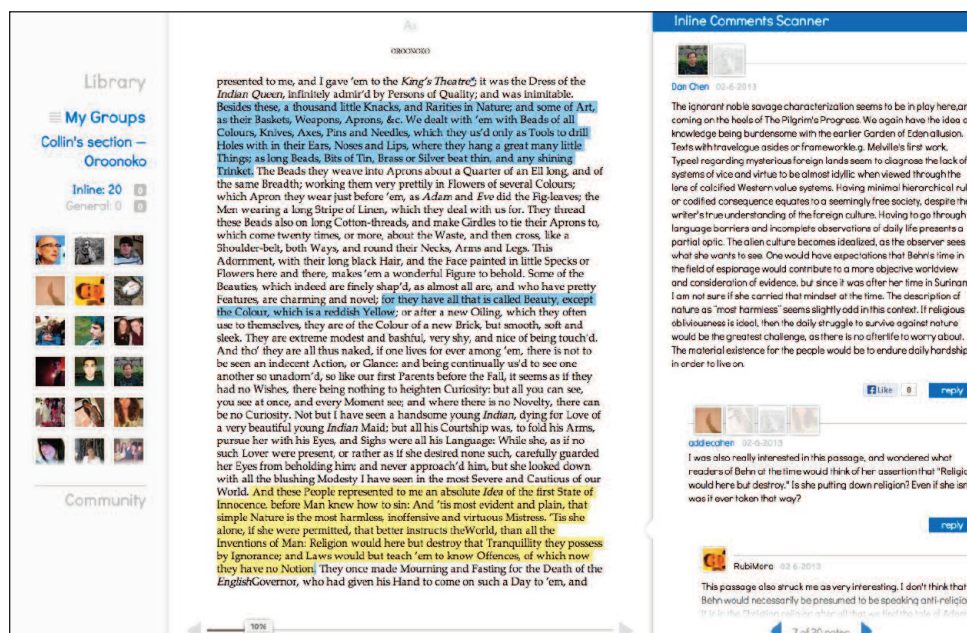 Aa
OROONOKO
Library
My Groups
Collin's section –
Oroonoko
Inline: 20 0
General: 0 0
Community
presented to me, and I gave 'em to the King's Theatre; it was the Dress of the
Indian Queen, infinitely admir'd by Persons of Quality; and was inimitable.
Besides these, a thousand little Knacks, and Rarities in Nature; and some of Art,
as their Baskets, Weapons, Aprons, &c. We dealt with 'em with Beads of all
Colours, Knives, Axes, Pins and Needles, which they us'd only as Tools to drill
Holes with in their Ears, Noses and Lips, where they hang a great many little
Things; as long Beads, Bits of Tin, Brass or Silver beat thin, and any shining
Trinket. The Beads they weave into Aprons about a Quarter of an Ell long, and of
the same Breadth; working them very prettily in Flowers of several Colours;
which Apron they wear just before 'em, as Adam and Eve did the Fig-leaves; the
Men wearing a long Stripe of Linen, which they deal with us for. They thread
these Beads also on long Cotton-threads, and make Girdles to tie their Aprons to,
which come twenty times, or more, about the Waste, and then cross, like a
Shoulder-belt, both Ways, and round their Necks, Arms and Legs. This
Adornment, with their long black Hair, and the Face painted in little Specks or
Flowers here and there, makes 'em a wonderful Figure to behold. Some of the
Beauties, which indeed are finely shap'd, as almost all are, and who have pretty
Features, are charming and novel; for they have all that is called Beauty, except
the Colour, which is a reddish Yellow; or after a new Oiling, which they often
use to themselves, they are of the Colour of a new Brick, but smooth, soft and
sleek. They are extreme modest and bashful, very shy, and nice of being touch'd.
And tho' they are all thus naked, if one lives for ever among 'em, there is not to
be seen an indecent Action, or Glance: and being continually us'd to see one
another so unadorn'd, so like our first Parents before the Fall, it seems as if they
had no Wishes, there being nothing to heighten Curiosity: but all you can see,
you see at once, and every Moment see; and where there is no Novelty, there can
be no Curiosity. Not but I have seen a handsome young Indian, dying for Love of
a very beautiful young Indian Maid; but all his Courtship was, to fold his Arms,
pursue her with his Eyes, and Sighs were all his Language: While she, as if no
such Lover were present, or rather as if she desired none such, carefully guarded
her Eyes from beholding him; and never approach'd him, but she looked down
with all the blushing Modesty I have seen in the most Severe and Cautious of our
World. And these People represented to me an absolute Idea of the first State of
Innocence, before Man knew how to sin: And 'tis most evident and plain, that
simple Nature is the most harmless, inoffensive and virtuous Mistress. 'Tis she
alone, if she were permitted, that better instructs theWorld, than all the
Inventions of Man: Religion would here but destroy that Tranquillity they possess
by Ignorance; and Laws would but teach 'em to know Offences, of which now
they have no Notion. They once made Mourning and Fasting for the Death of the
EnglishGovernor, who had given his Hand to come on such a Day to 'em, and
10%
Inline Comments Scanner
Dan Chen 02-6-2013
The ignorant noble savage characterization seems to be in play here,an
coming on the heels of The Pilgrim's Progress. We again have the idea o
knowledge being burdensome with the earlier Garden of Eden allusion.
Texts with travelogue asides or framework(e.g. Melville's first work,
Typee) regarding mysterious foreign lands seem to diagnose the lack of
systems of vice and virtue to be almost idyllic when viewed through the
lens of calcified Western value systems. Having minimal hierarchical rul
or codified consequence equates to a seemingly free society, despite the
writer's true understanding of the foreign culture. Having to go through
language barriers and incomplete observations of daily life presents a
partial optic. The alien culture becomes idealized, as the observer sees
what she wants to see. One would have expectations that Behn's time in
the field of espionage would contribute to a more objective worldview
and consideration of evidence, but since it was after her time in Surinam
I am not sure if she carried that mindset at the time. The description of
nature as "most harmless" seems slightly odd in this context. If religious
obliviousness is ideal, then the daily struggle to survive against nature
would be the greatest challenge, as there is no afterlife to worry about.
The material existence for the people would be to endure daily hardship
in order to live on.
Like 0 reply
addiecohen 02-6-2013
I was also really interested in this passage, and wondered what
readers of Behn at the time would think of her assertion that "Religio
would here but destroy." Is she putting down religion? Even if she isn
was it ever taken that way?
reply
RubiMora 02-6-2013
This passage also struck me as very interesting. I don't think that
Behn would necessarily be presumed to be speaking anti-religio
7 of 20 notes